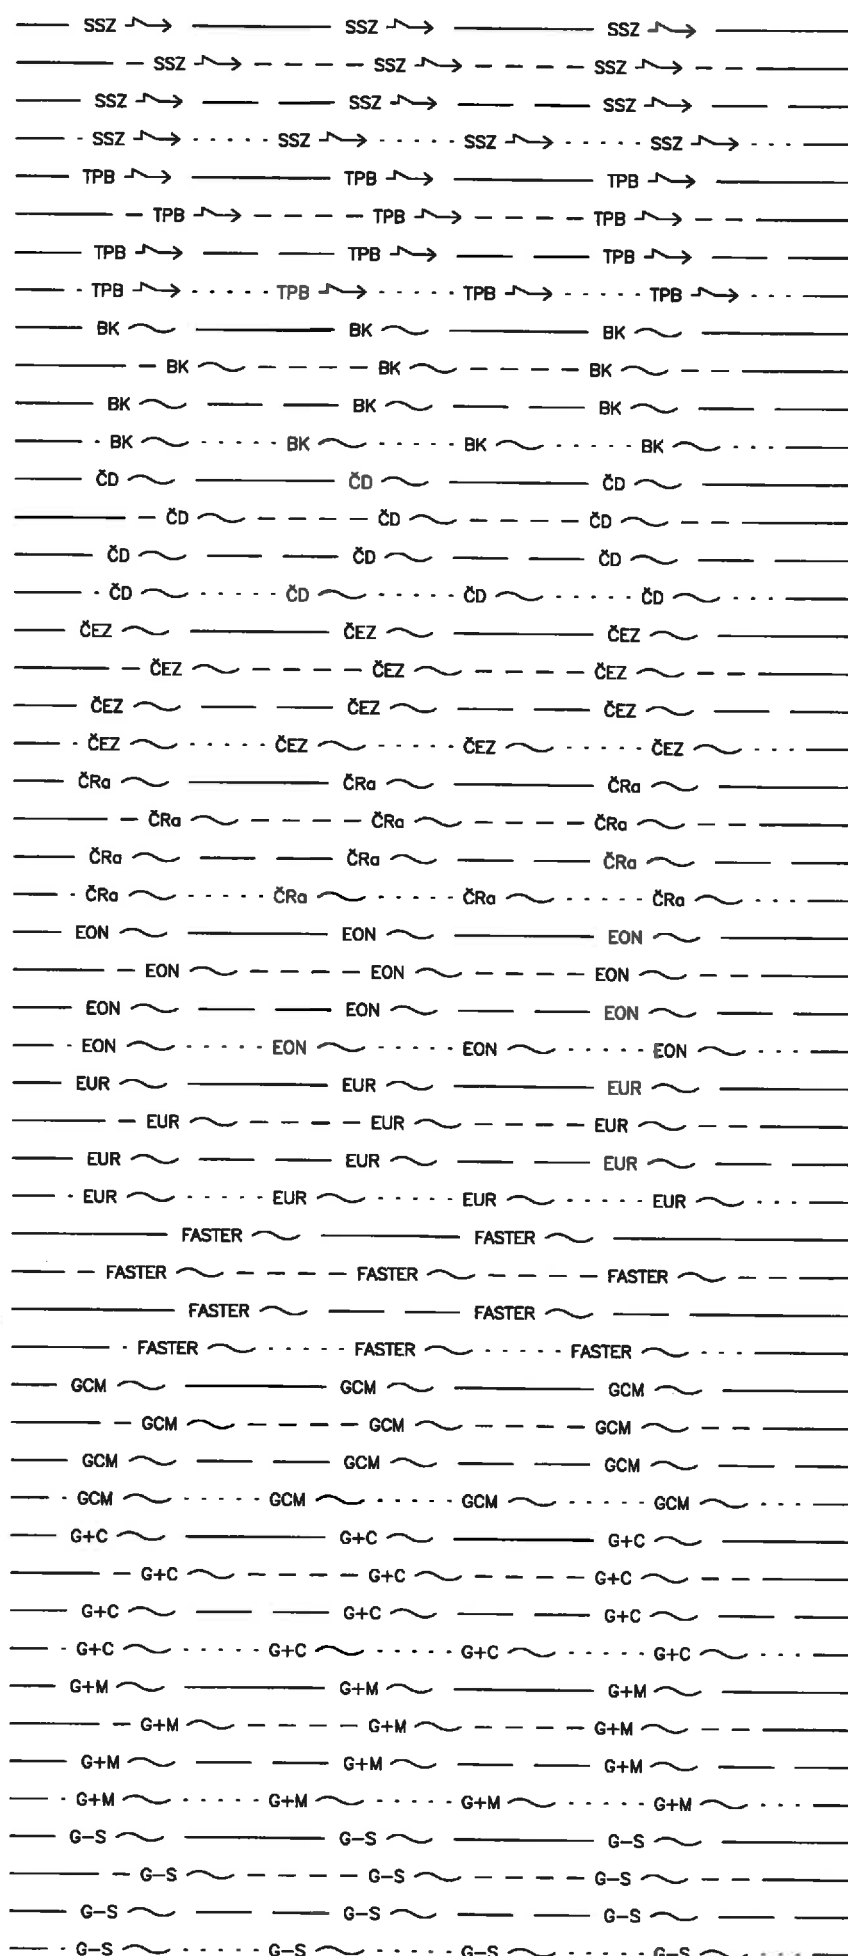 SSZ SSZ SSZ
SSZ SSZ SSZ
SSZ SSZ SSZ
SSZ SSZ SSZ SSZ
TPB TPB TPB
TPB TPB TPB
TPB TPB TPB
TPB TPB TPB TPB
BK BK BK
BK BK BK
BK BK BK
BK BK BK BK
ČD ČD ČD
ČD ČD ČD
ČD ČD ČD
ČD ČD ČD ČD
ČEZ ČEZ ČEZ
ČEZ ČEZ ČEZ
ČEZ ČEZ ČEZ
ČEZ ČEZ ČEZ ČEZ
ČRa ČRa ČRa
ČRa ČRa ČRa
ČRa ČRa ČRa
ČRa ČRa ČRa ČRa
EON EON EON
EON EON EON
EON EON EON
EON EON EON EON
EUR EUR EUR
EUR EUR EUR
EUR EUR EUR
EUR EUR EUR EUR
FASTER FASTER
FASTER FASTER FASTER
FASTER FASTER
FASTER FASTER FASTER
GCM GCM GCM
GCM GCM GCM
GCM GCM GCM
GCM GCM GCM GCM
G+C G+C G+C
G+C G+C G+C
G+C G+C G+C
G+C G+C G+C G+C
G+M G+M G+M
G+M G+M G+M
G+M G+M G+M
G+M G+M G+M G+M
G-S G-S G-S
G-S G-S G-S
G-S G-S G-S
G-S G-S G-S G-S